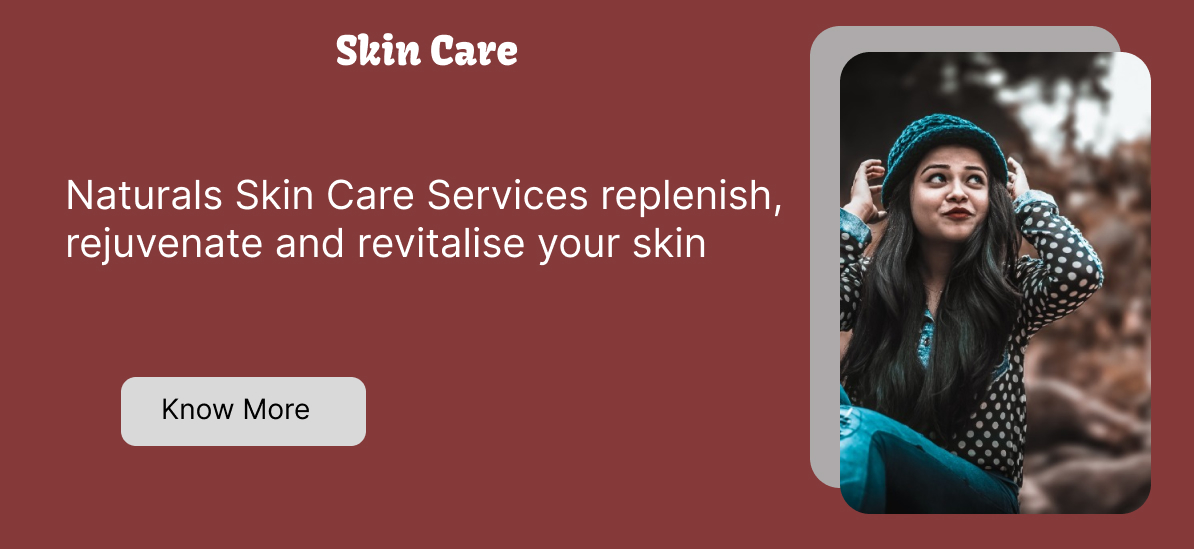 Skin Care
Naturals Skin Care Services replenish,
rejuvenate and revitalise your skin
Know More